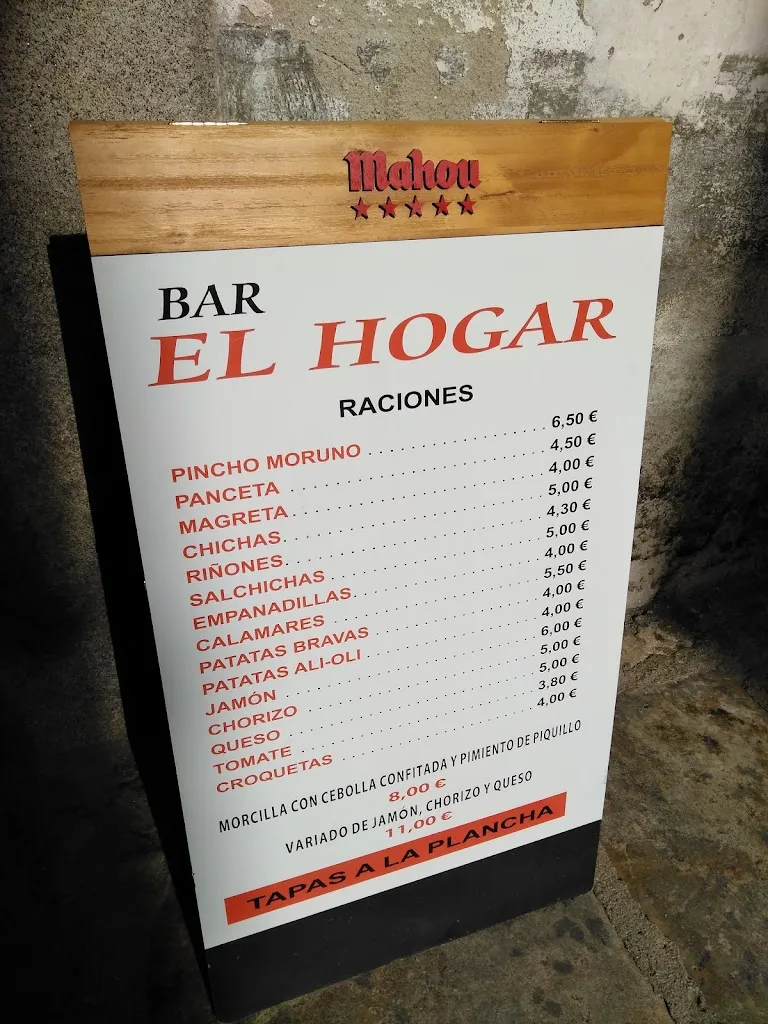 Mahou
BAR
EL HOGAR
RACIONES
PINCHO MORUNO 6,50 €
PANCETA 4,50 €
MAGRETA 4,00 €
CHICHAS 5,00 €
RIÑONES 4,30 €
SALCHICHAS 5,00 €
EMPANADILLAS 4,00 €
CALAMARES 5,50 €
PATATAS BRAVAS 4,00 €
PATATAS ALI-OLI 4,00 €
JAMÓN 6,00 €
CHORIZO 5,00 €
QUESO 5,00 €
TOMATE 3,80 €
CROQUETAS 4,00 €
MORCILLA CON CEBOLLA CONFITADA Y PIMIENTO DE PIQUILLO
8,00 €
VARIADO DE JAMÓN, CHORIZO Y QUESO
11,00 €
TAPAS A LA PLANCHA